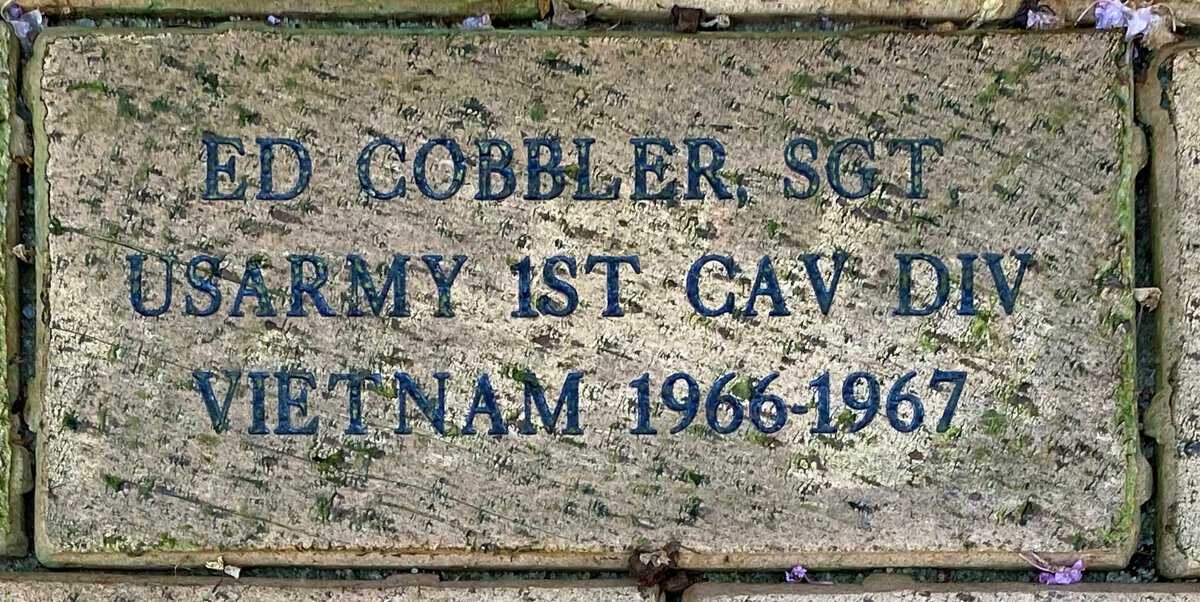 ED COBBLER, SGT
USARMY 1ST CAV DIV
VIETNAM 1966-1967